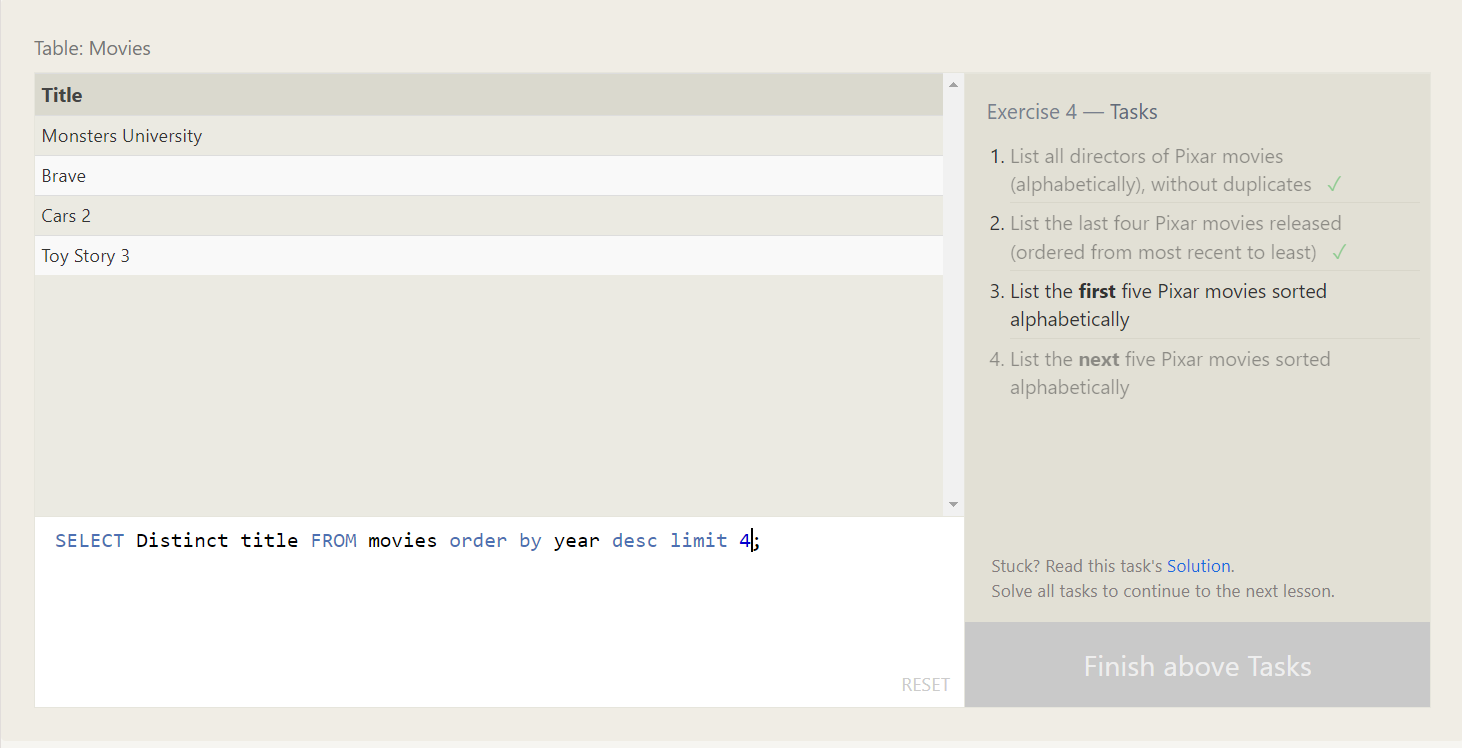 Table: Movies
Title
Monsters University
Brave
Cars 2
Toy Story 3
SELECT Distinct title FROM movies order by year desc limit 4;
RESET
Exercise 4 — Tasks
1. List all directors of Pixar movies
(alphabetically), without duplicates ✓
2. List the last four Pixar movies released
(ordered from most recent to least) ✓
3. List the first five Pixar movies sorted
alphabetically
4. List the next five Pixar movies sorted
alphabetically
Stuck? Read this task's Solution.
Solve all tasks to continue to the next lesson.
Finish above Tasks